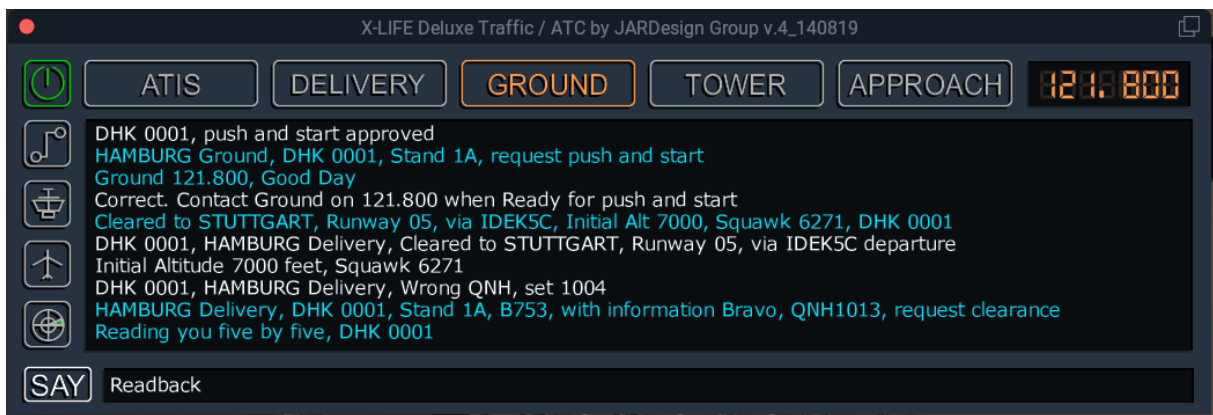 X-LIFE Deluxe Traffic / ATC by JARDesign Group v.4_140819
ATIS DELIVERY GROUND TOWER APPROACH 121.800
DHK 0001, push and start approved
HAMBURG Ground, DHK 0001, Stand 1A, request push and start
Ground 121.800, Good Day
Correct. Contact Ground on 121.800 when Ready for push and start
Cleared to STUTTGART, Runway 05, via IDEK5C, Initial Alt 7000, Squawk 6271, DHK 0001
DHK 0001, HAMBURG Delivery, Cleared to STUTTGART, Runway 05, via IDEK5C departure
Initial Altitude 7000 feet, Squawk 6271
DHK 0001, HAMBURG Delivery, Wrong QNH, set 1004
HAMBURG Delivery, DHK 0001, Stand 1A, B753, with information Bravo, QNH1013, request clearance
Reading you five by five, DHK 0001
SAY Readback